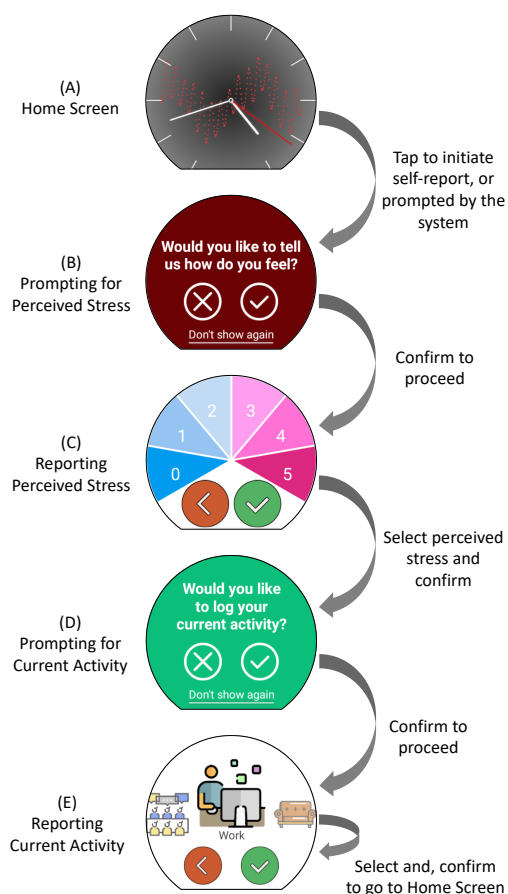 (A)
Home Screen
Tap to initiate
self-report, or
prompted by the
system
(B)
Prompting for
Perceived Stress
Would you like to tell
us how do you feel?
Don't show again
Confirm to
proceed
(C)
Reporting
Perceived Stress
0
1
2
3
4
5
Select perceived
stress and
confirm
(D)
Prompting for
Current Activity
Would you like
to log your
current activity?
Don't show again
Confirm to
proceed
(E)
Reporting
Current Activity
Work
Select and, confirm
to go to Home Screen